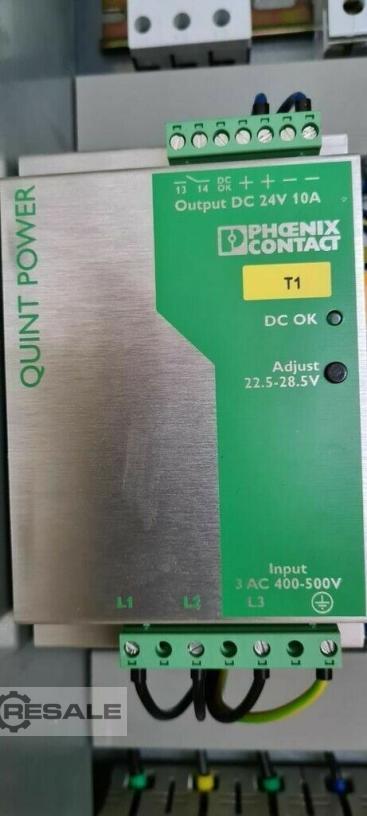 13 14 DC OK + + − −
Output DC 24V 10A
PHŒNIX
CONTACT
QUINT POWER
T1
DC OK
Adjust
22.5-28.5V
Input
3 AC 400-500V
L1 L2 L3
RESALE